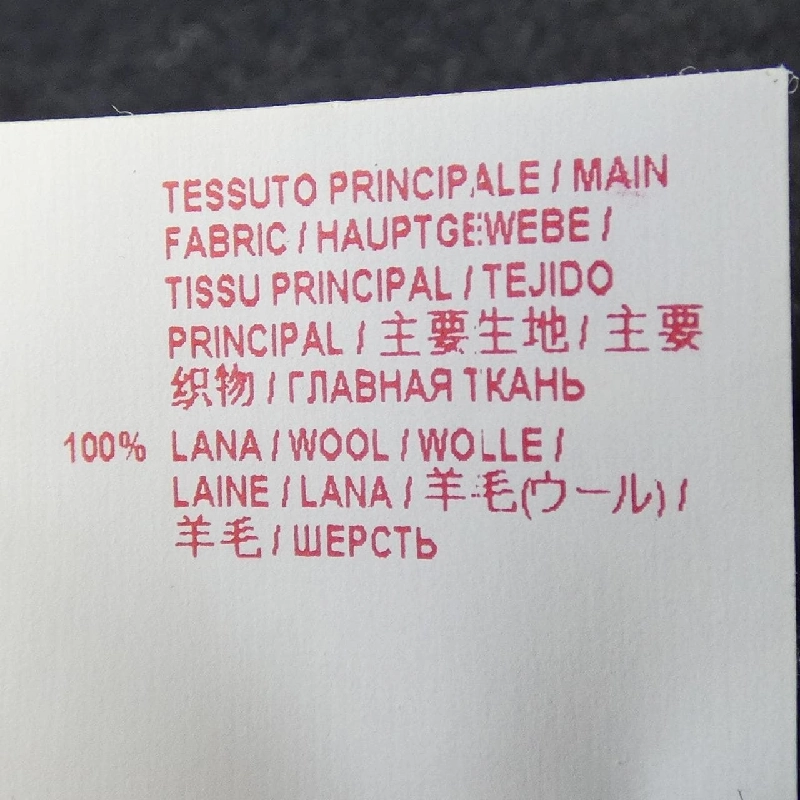 TESSUTO PRINCIPALE / MAIN
FABRIC / HAUPTGEWEBE /
TISSU PRINCIPAL / TEJIDO
PRINCIPAL / 主要生地 / 主要
织物 / ГЛАВНАЯ ТКАНЬ
100% LANA / WOOL / WOLLE /
LAINE / LANA / 羊毛(ウール) /
羊毛 / ШЕРСТЬ